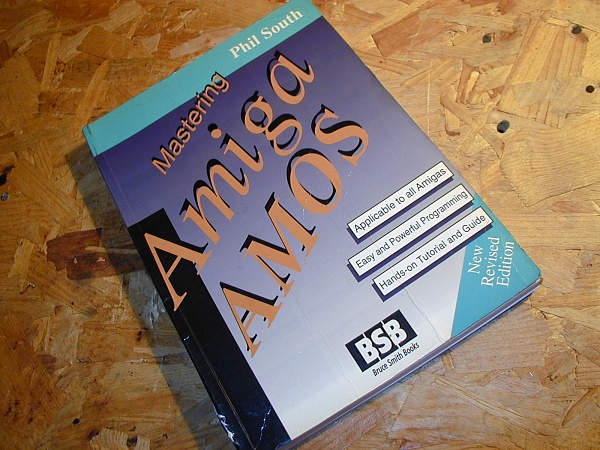 Phil South
Mastering
Amiga
AMOS
Applicable to all Amigas
Easy and Powerful Programming
Hands-on Tutorial and Guide
New
Revised
Edition
BSB
Bruce Smith Books